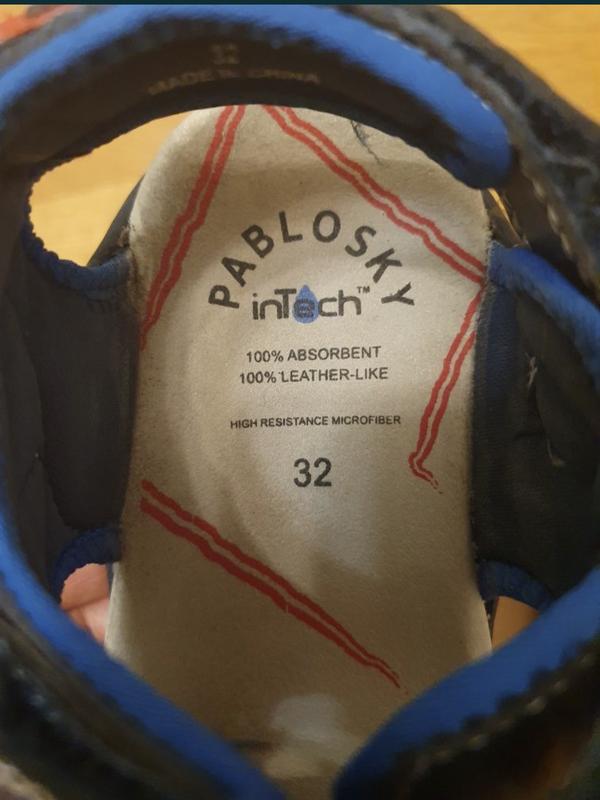 32
MADE IN CHINA
PABLOSKY
inTech™
100% ABSORBENT
100% LEATHER-LIKE
HIGH RESISTANCE MICROFIBER
32